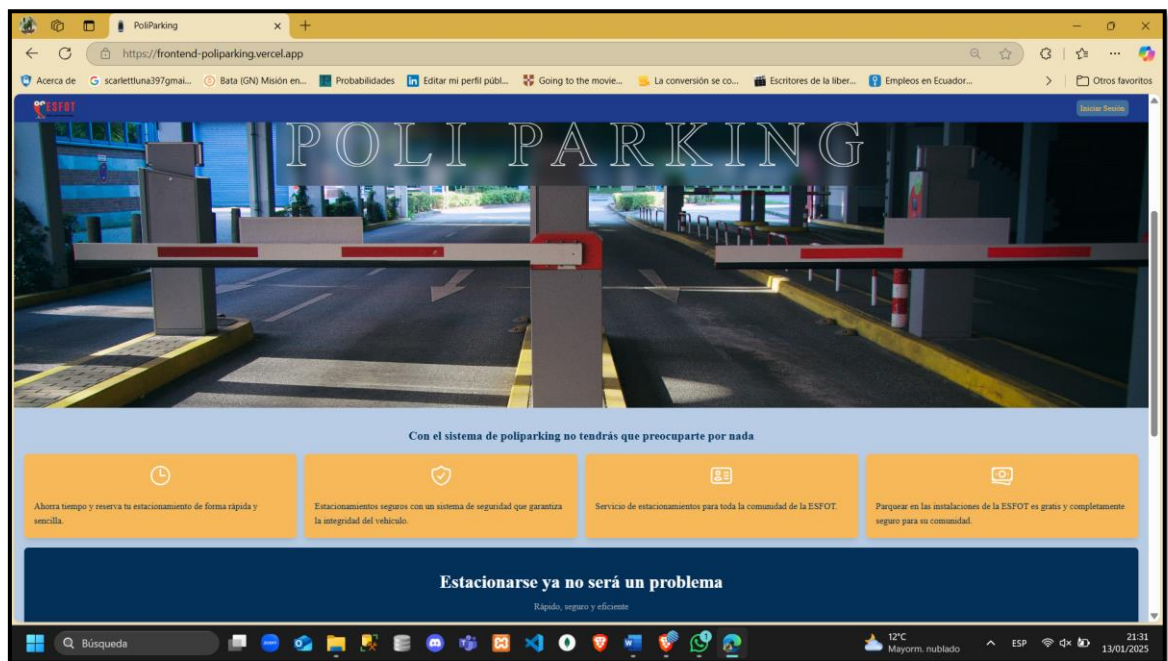 PoliParking
https://frontend-poliparking.vercel.app
Acerca de
scarlettluna397gmai...
Bata (GN) Misión en...
Probabilidades
Editar mi perfil públ...
Going to the movie...
La conversión se co...
Escritores de la liber...
Empleos en Ecuador...
Otros favoritos
ESFOT
Iniciar Sesión
POLI PARKING
Con el sistema de poliparking no tendrás que preocuparte por nada
Ahorra tiempo y reserva tu estacionamiento de forma rápida y
sencilla.
Estacionamientos seguros con un sistema de seguridad que garantiza
la integridad del vehículo.
Servicio de estacionamientos para toda la comunidad de la ESFOT.
Parquear en las instalaciones de la ESFOT es gratis y completamente
seguro para su comunidad.
Estacionarse ya no será un problema
Rápido, seguro y eficiente
Búsqueda
12°C
Mayorm. nublado
ESP
21:31
13/01/2025